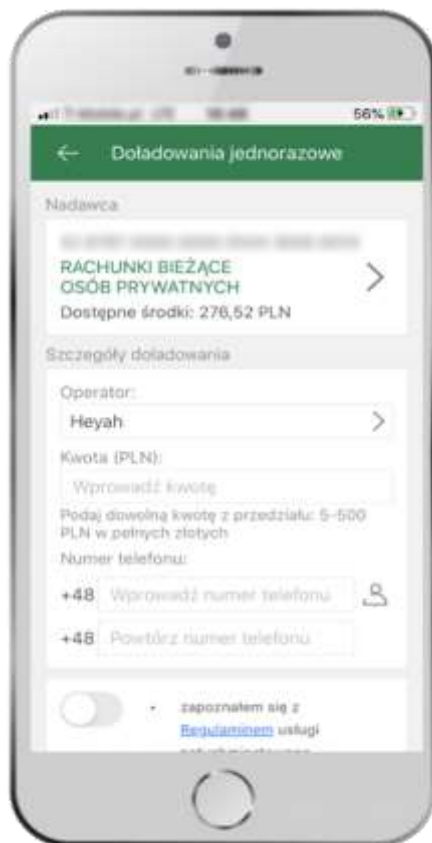 56%
← Doładowania jednorazowe
Nadawca
RACHUNKI BIEŻĄCE
OSÓB PRYWATNYCH
Dostępne środki: 276,52 PLN
Szczegóły doładowania
Operator:
Heyah
Kwota (PLN):
Wprowadź kwotę
Podaj dowolną kwotę z przedziału: 5-500
PLN w pełnych złotych
Numer telefonu:
+48 Wprowadź numer telefonu
+48 Powtórz numer telefonu
- zapoznałem się z
Regulaminem usługi